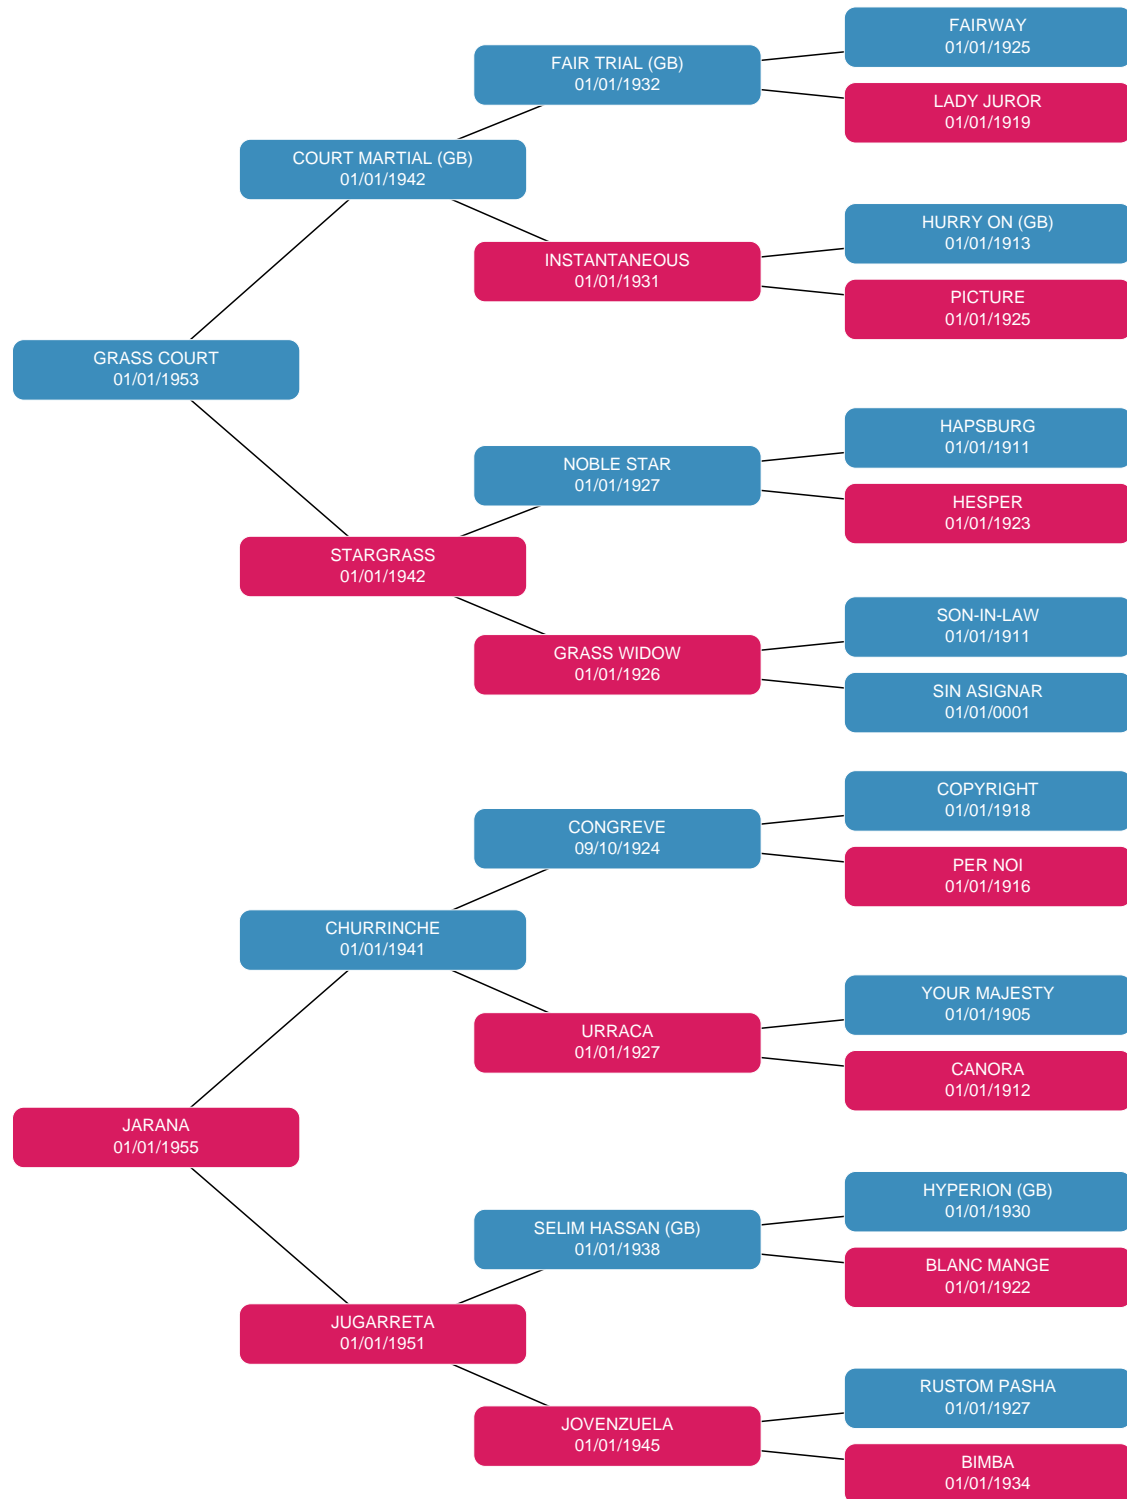 FAIRWAY
01/01/1925
FAIR TRIAL (GB)
01/01/1932
LADY JUROR
01/01/1919
COURT MARTIAL (GB)
01/01/1942
HURRY ON (GB)
01/01/1913
INSTANTANEOUS
01/01/1931
PICTURE
01/01/1925
GRASS COURT
01/01/1953
HAPSBURG
01/01/1911
NOBLE STAR
01/01/1927
HESPER
01/01/1923
STARGRASS
01/01/1942
SON-IN-LAW
01/01/1911
GRASS WIDOW
01/01/1926
SIN ASIGNAR
01/01/0001
COPYRIGHT
01/01/1918
CONGREVE
09/10/1924
PER NOI
01/01/1916
CHURRINCHE
01/01/1941
YOUR MAJESTY
01/01/1905
URRACA
01/01/1927
CANORA
01/01/1912
JARANA
01/01/1955
HYPERION (GB)
01/01/1930
SELIM HASSAN (GB)
01/01/1938
BLANC MANGE
01/01/1922
JUGARRETA
01/01/1951
RUSTOM PASHA
01/01/1927
JOVENZUELA
01/01/1945
BIMBA
01/01/1934